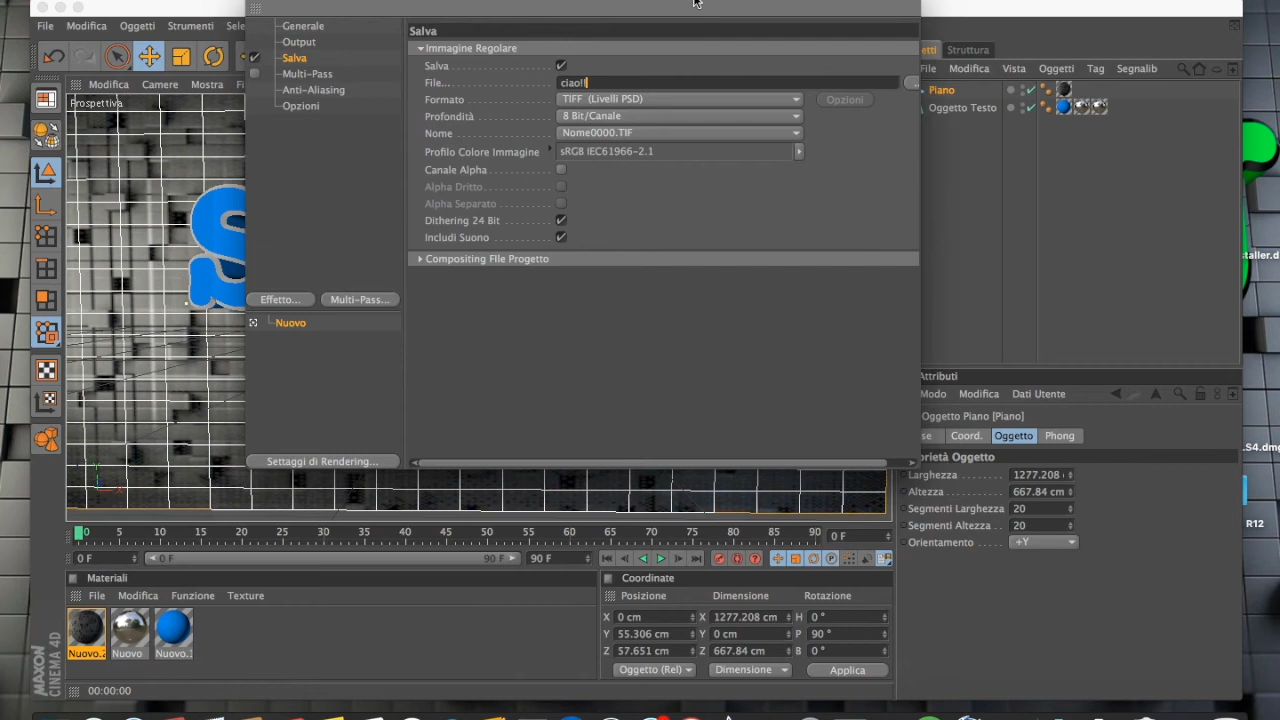 File Modifica Oggetti Strumenti
Generale
Output
Salva
Multi-Pass
Anti-Aliasing
Opzioni
Salva
Immagine Regolare
Salva
File... ciao!!
Formato TIFF (Livelli PSD) Opzioni
Profondità 8 Bit/Canale
Nome Nome0000.TIF
Profilo Colore Immagine sRGB IEC61966-2.1
Canale Alpha
Alpha Dritto
Alpha Separato
Dithering 24 Bit
Includi Suono
Compositing File Progetto
Effetto... Multi-Pass...
Nuovo
Settaggi di Rendering...
Modifica Camere Mostra
Prospettiva
Struttura
File Modifica Vista Oggetti Tag Segnalib
Piano
Oggetto Testo
staller.d
Attributi
Modo Modifica Dati Utente
Oggetto Piano [Piano]
se Coord. Oggetto Phong
prietà Oggetto
Larghezza 1277.208
Altezza 667.84 cm
Segmenti Larghezza 20
Segmenti Altezza 20
Orientamento +Y
.S4.dm
R12
0 5 10 15 20 25 30 35 40 45 50 55 60 65 70 75 80 85 90 0 F
0 F 0 F 90 F 90 F
Materiali
File Modifica Funzione Texture
Nuovo.2 Nuovo Nuovo.1
Coordinate
Posizione Dimensione Rotazione
X 0 cm X 1277.208 cm H 0 °
Y 55.306 cm Y 0 cm P 90 °
Z 57.651 cm Z 667.84 cm B 0 °
Oggetto (Rel) Dimensione Applica
00:00:00
MAXON
CINEMA 4D